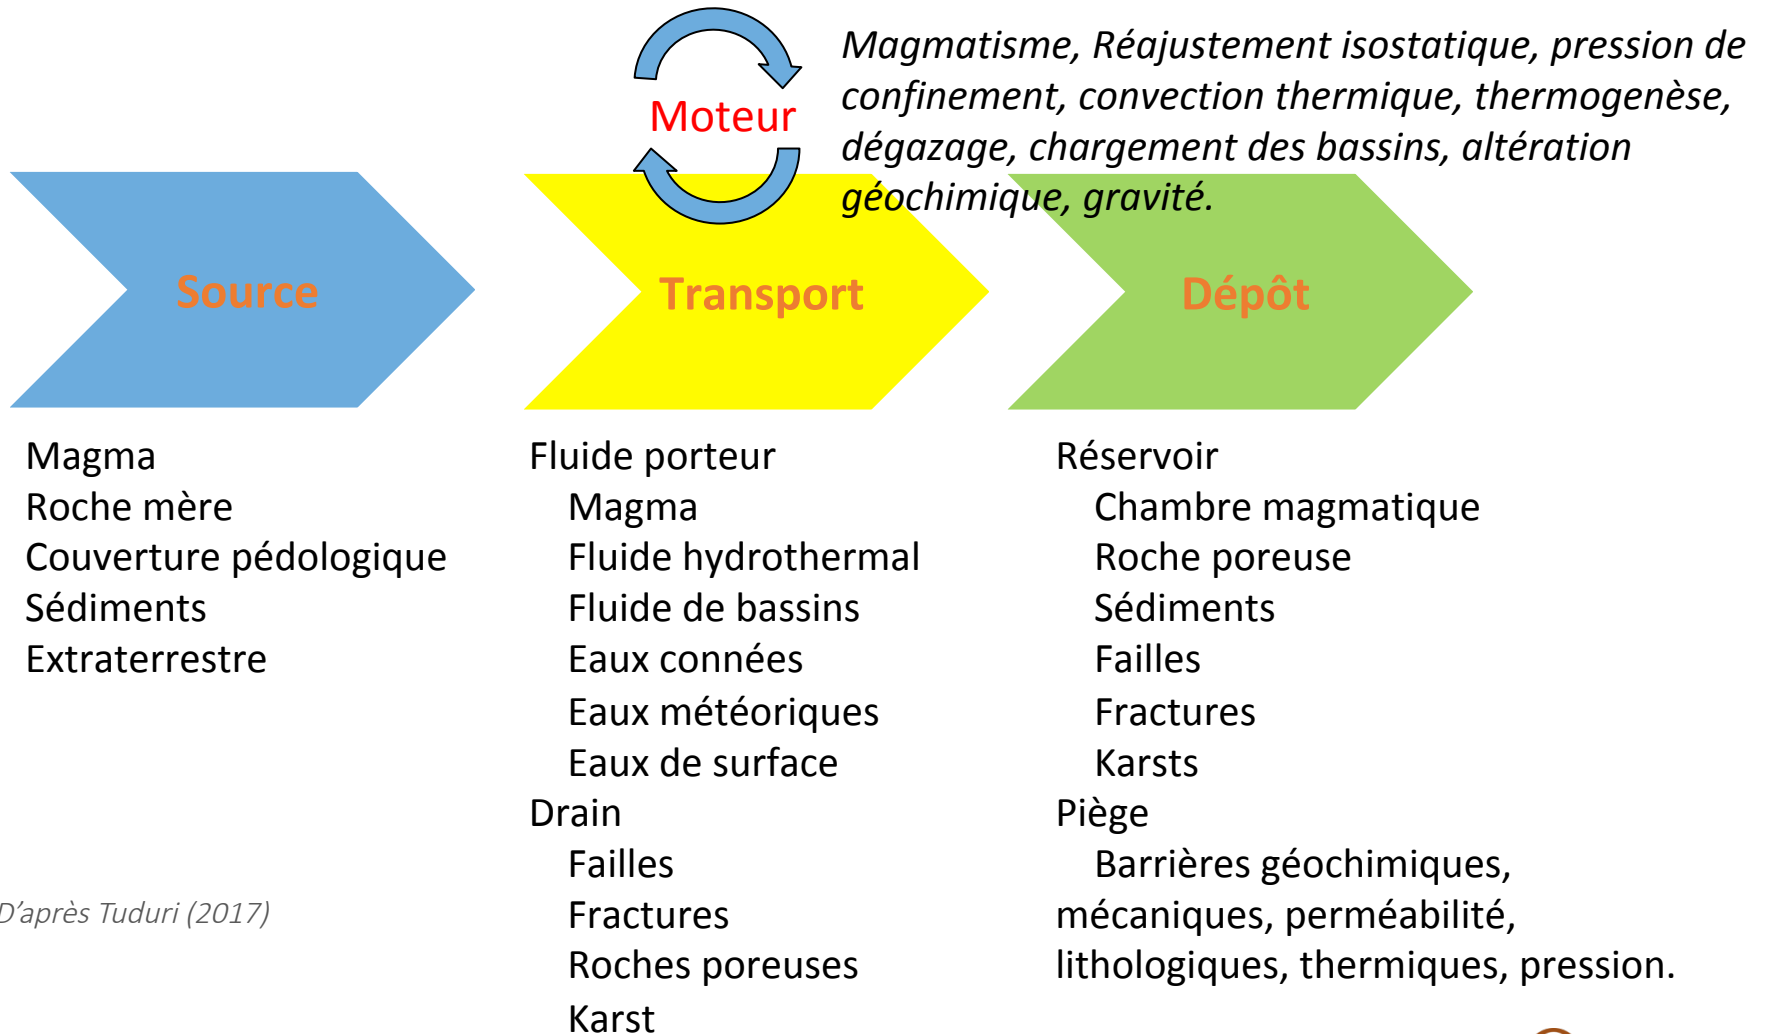 Moteur
Magmatisme, Réajustement isostatique, pression de
confinement, convection thermique, thermogenèse,
dégazage, chargement des bassins, altération
géochimique, gravité.
Source
Transport
Dépôt
Magma
Roche mère
Couverture pédologique
Sédiments
Extraterrestre
Fluide porteur
Magma
Fluide hydrothermal
Fluide de bassins
Eaux connées
Eaux météoriques
Eaux de surface
Drain
Failles
Fractures
Roches poreuses
Karst
Réservoir
Chambre magmatique
Roche poreuse
Sédiments
Failles
Fractures
Karsts
Piège
Barrières géochimiques,
mécaniques, perméabilité,
lithologiques, thermiques, pression.
D'après Tuduri (2017)